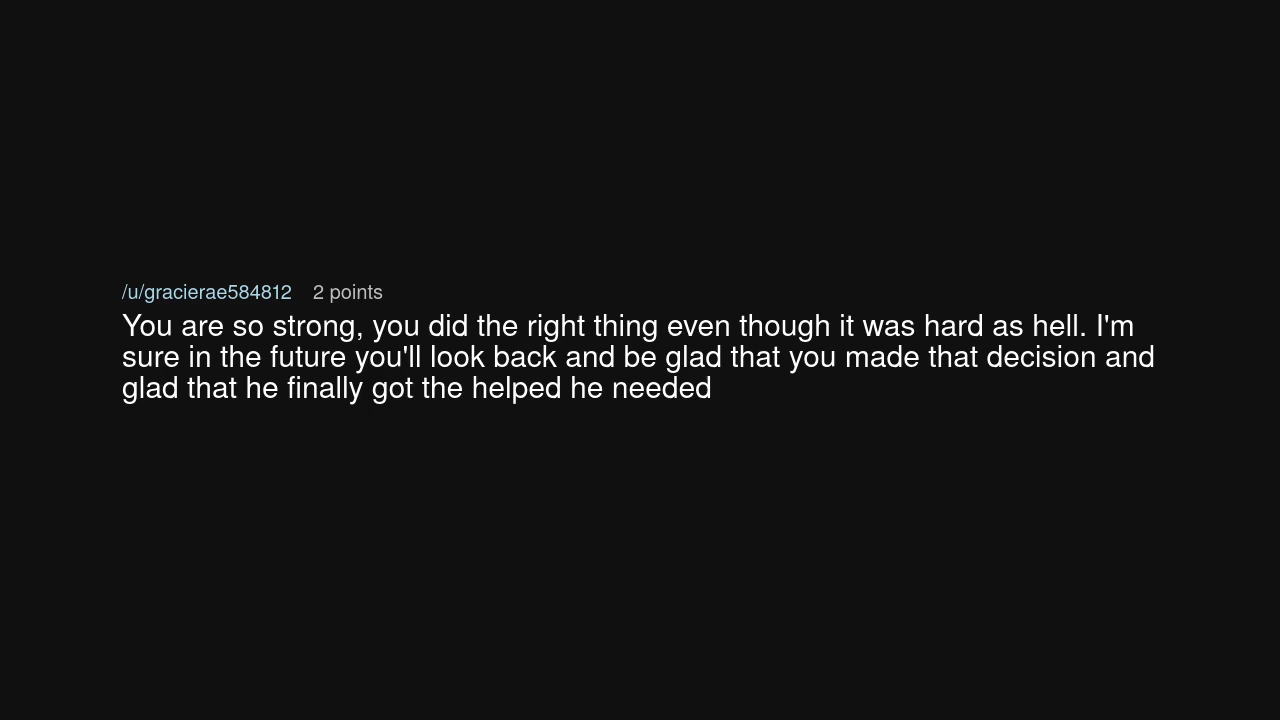 /u/gracierae584812 2 points
You are so strong, you did the right thing even though it was hard as hell. I'm
sure in the future you'll look back and be glad that you made that decision and
glad that he finally got the helped he needed